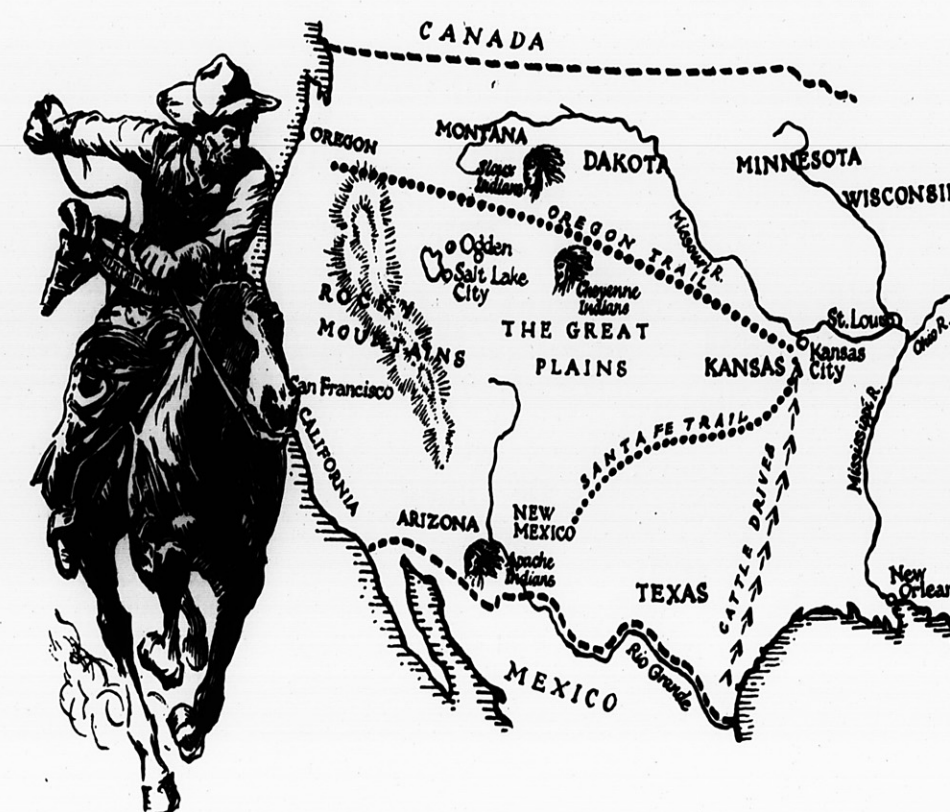 CANADA
OREGON
MONTANA
Sioux
Indians
DAKOTA
MINNESOTA
WISCONSI
OREGON TRAIL
Missouri R.
Ogden
Salt Lake
City
Cheyenne
Indians
ROCKY
MOUNTAINS
THE GREAT
PLAINS
St. Louis
Ohio R.
KANSAS
Kansas
City
San Francisco
CALIFORNIA
SANTA FE TRAIL
Mississippi R.
CATTLE DRIVES
ARIZONA
NEW
MEXICO
Apache
Indians
TEXAS
New
Orlean
Rio Grande
MEXICO